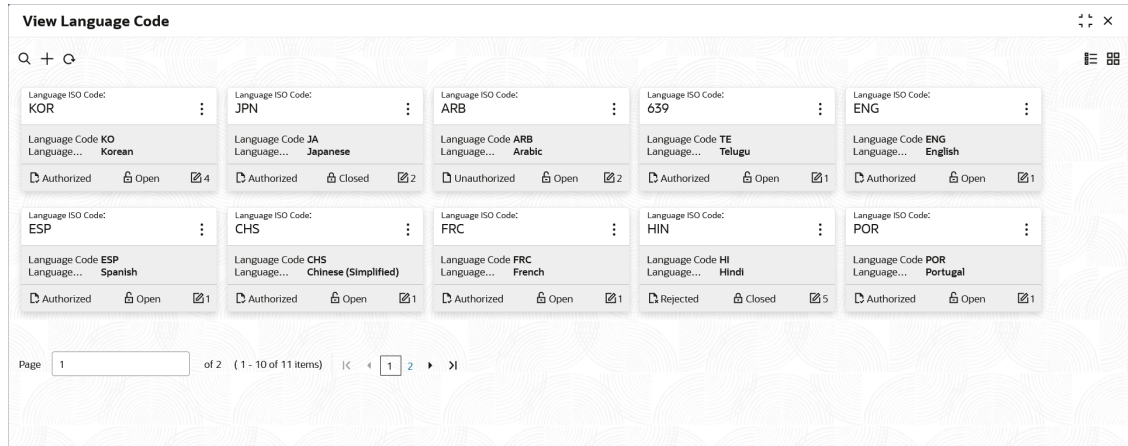 View Language Code
Language ISO Code:
KOR
Language Code KO
Language... Korean
Authorized Open 4
Language ISO Code:
JPN
Language Code JA
Language... Japanese
Authorized Closed 2
Language ISO Code:
ARB
Language Code ARB
Language... Arabic
Unauthorized Open 2
Language ISO Code:
639
Language Code TE
Language... Telugu
Authorized Open 1
Language ISO Code:
ENG
Language Code ENG
Language... English
Authorized Open 1
Language ISO Code:
ESP
Language Code ESP
Language... Spanish
Authorized Open 1
Language ISO Code:
CHS
Language Code CHS
Language... Chinese (Simplified)
Authorized Open 1
Language ISO Code:
FRC
Language Code FRC
Language... French
Authorized Open 1
Language ISO Code:
HIN
Language Code HI
Language... Hindi
Rejected Closed 5
Language ISO Code:
POR
Language Code POR
Language... Portugal
Authorized Open 1
Page 1 of 2 ( 1 - 10 of 11 items) 1 2